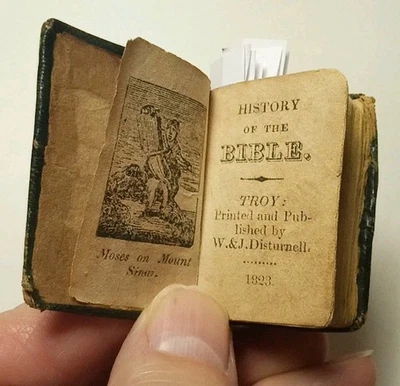 Moses on Mount
Sinai.
HISTORY
OF THE
BIBLE.
TROY:
Printed and Pub-
lished by
W.&J.Disturnell.
1823.